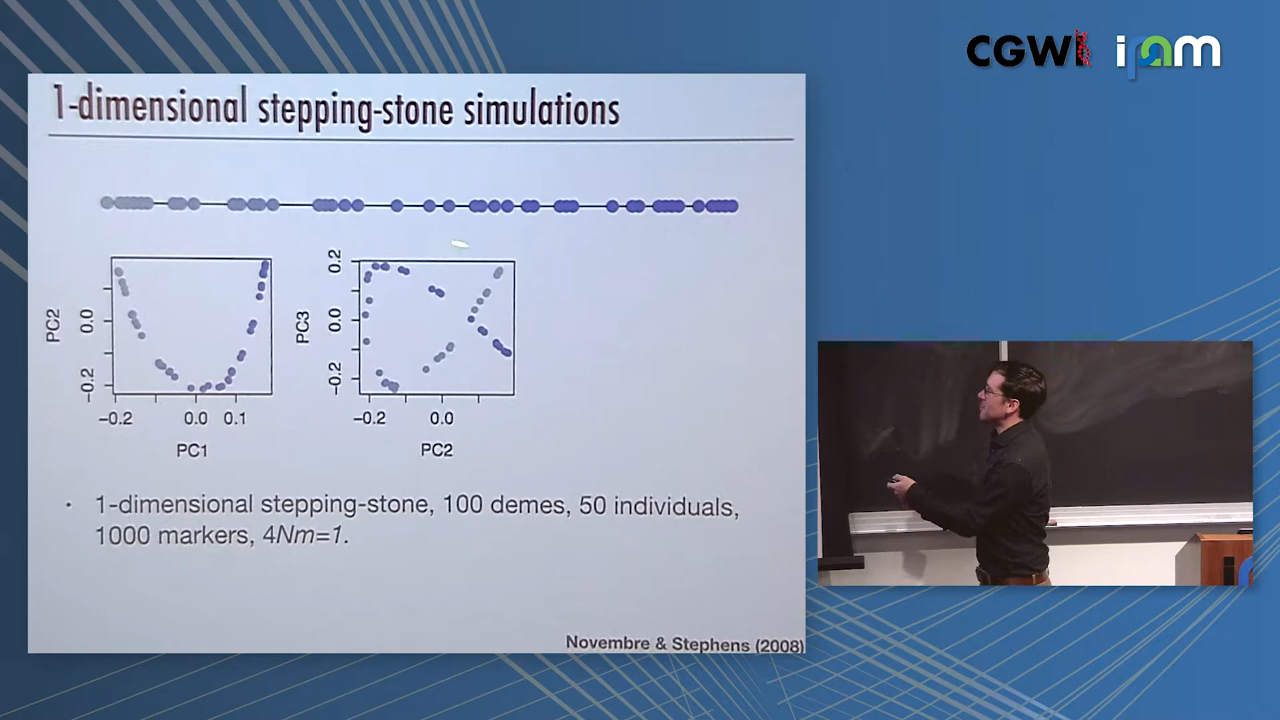 CGWI ipam
1-dimensional stepping-stone simulations
PC2
0.0
−0.2
−0.2 0.0 0.1
PC1
PC3
0.2
0.0
−0.2
−0.2 0.0
PC2
• 1-dimensional stepping-stone, 100 demes, 50 individuals,
1000 markers, 4Nm=1.
Novembre & Stephens (2008)